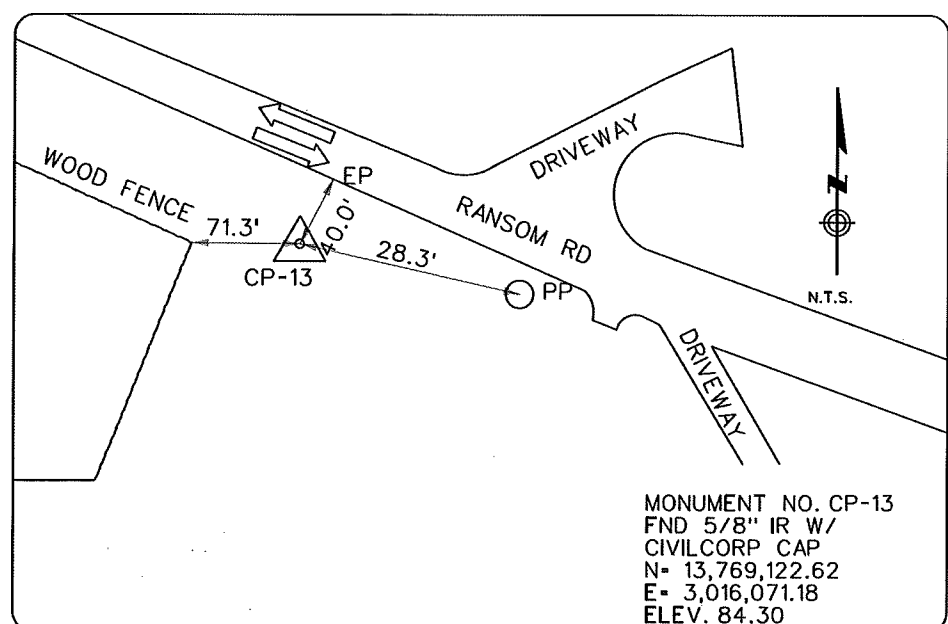 DRIVEWAY
EP
WOOD FENCE
RANSOM RD
71.3'
40.0'
28.3'
CP-13
PP
N
N.T.S.
DRIVEWAY
MONUMENT NO. CP-13
FND 5/8" IR W/
CIVILCORP CAP
N= 13,769,122.62
E= 3,016,071.18
ELEV. 84.30